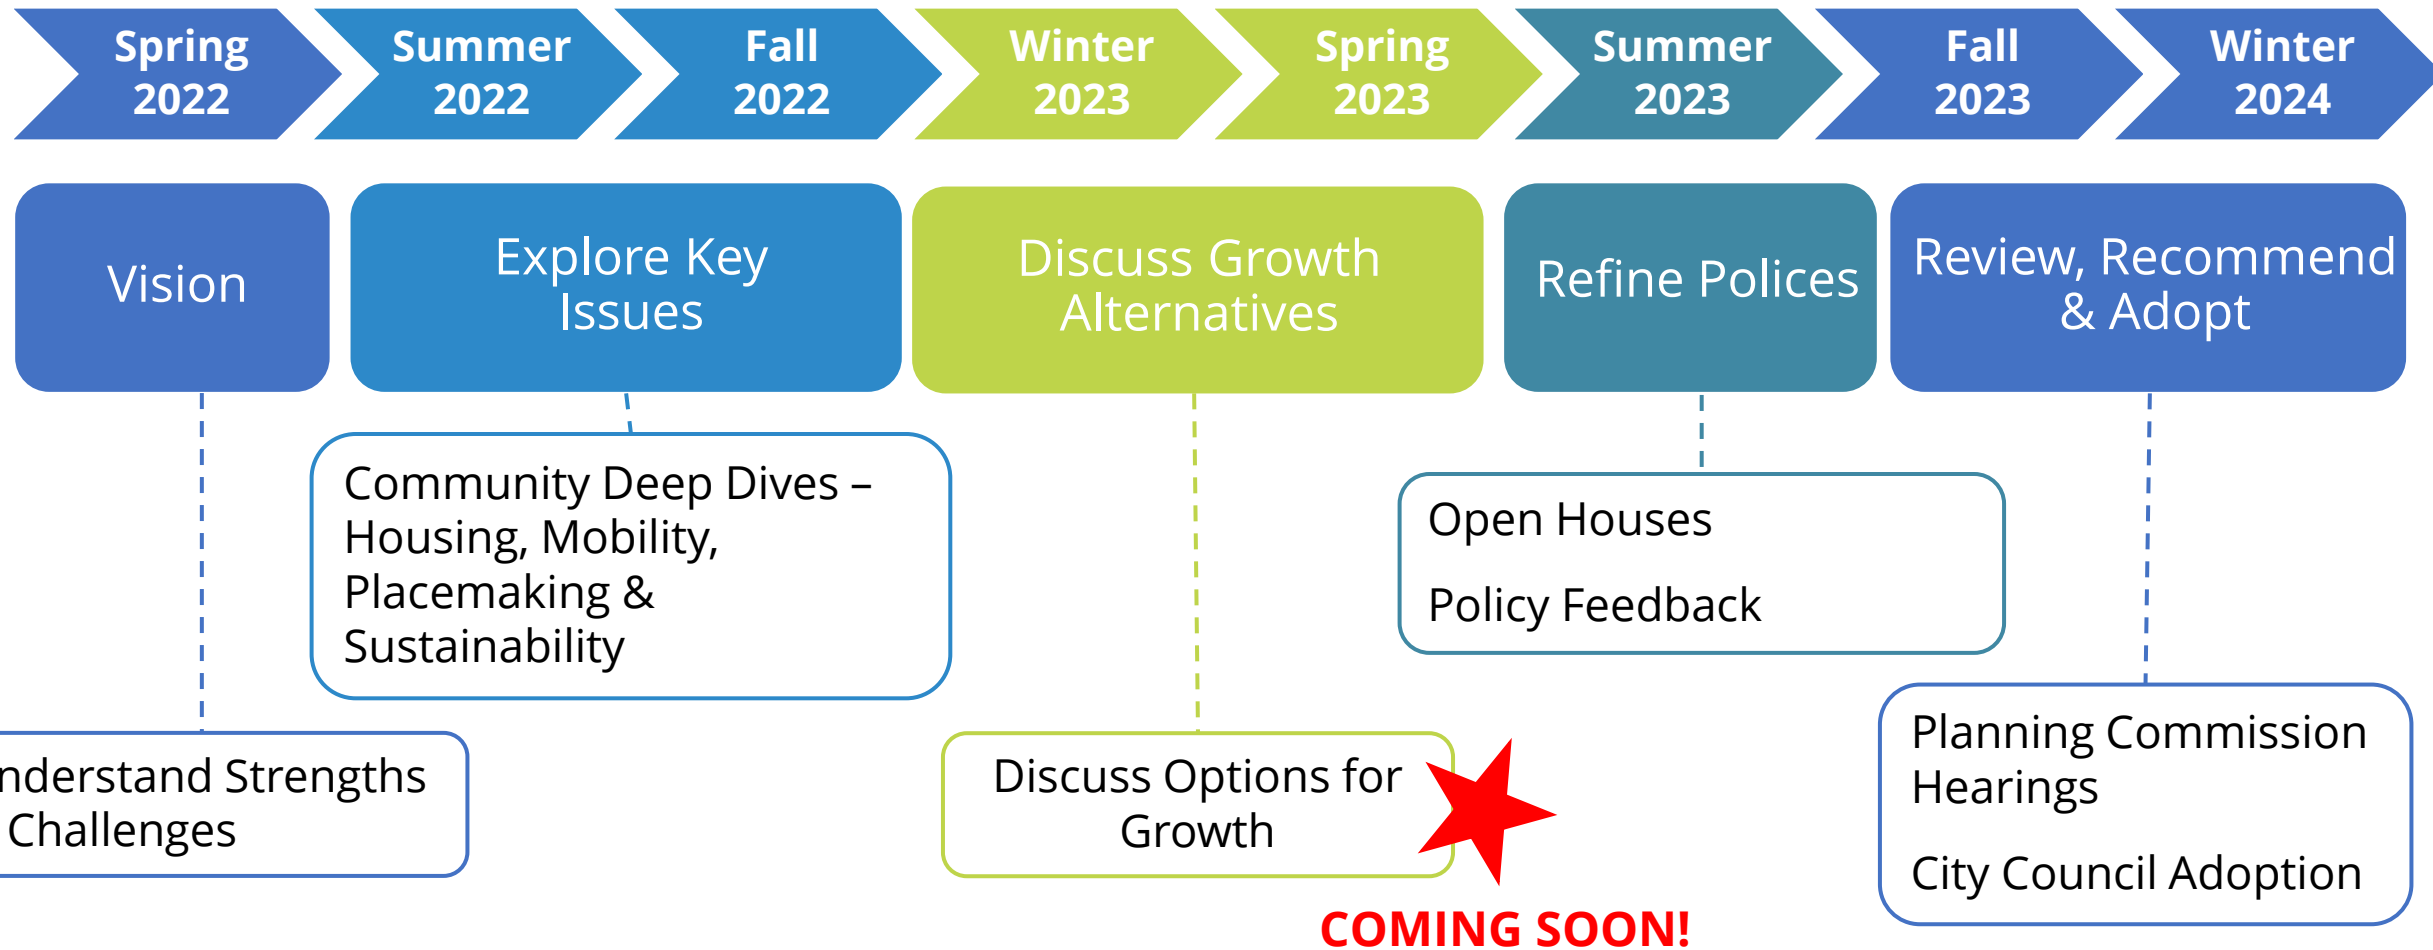 Spring
2022
Summer
2022
Fall
2022
Winter
2023
Spring
2023
Summer
2023
Fall
2023
Winter
2024
Vision
Explore Key
Issues
Discuss Growth
Alternatives
Refine Polices
Review, Recommend
& Adopt
Community Deep Dives –
Housing, Mobility,
Placemaking &
Sustainability
Open Houses
Policy Feedback
Strengths
Challenges
Discuss Options for
Growth
Planning Commission
Hearings
City Council Adoption
COMING SOON!